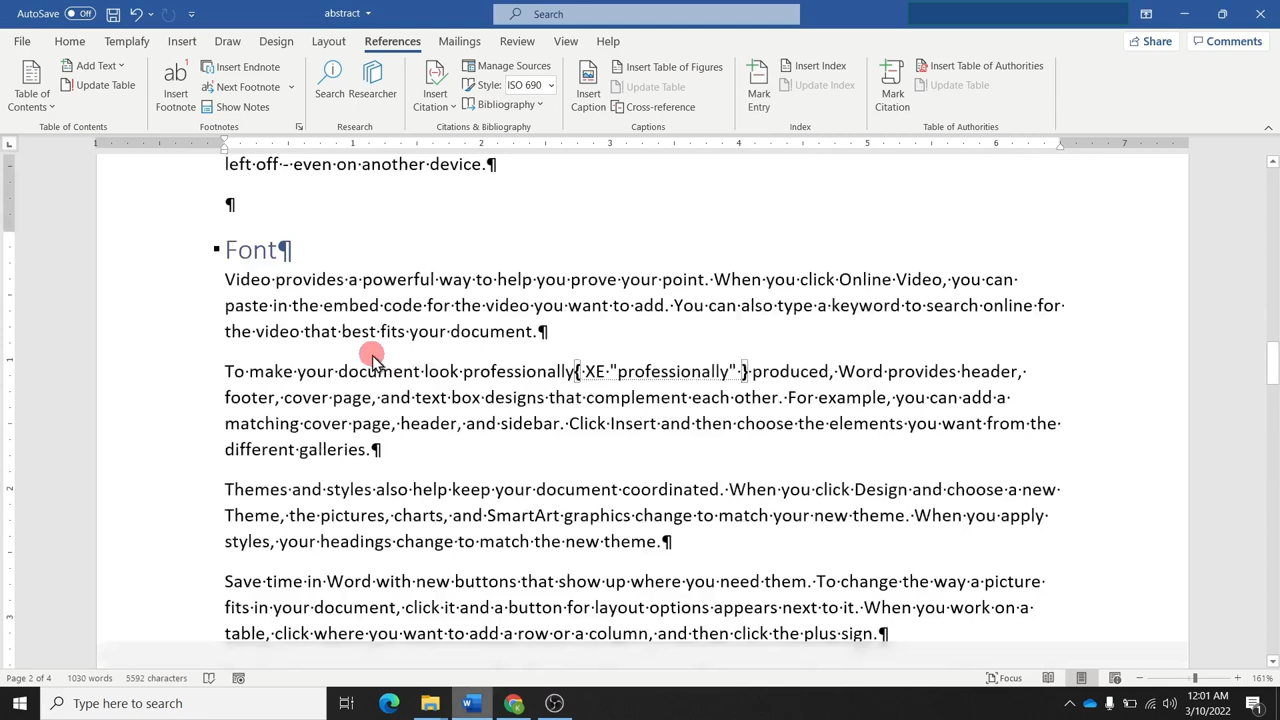 AutoSave Off abstract Search
File Home Templafy Insert Draw Design Layout References Mailings Review View Help Share Comments
Table of Contents Add Text Update Table
Insert Footnote ab¹ Insert Endnote Next Footnote Show Notes
Search Researcher
Insert Citation Manage Sources Style: ISO 690 Bibliography
Insert Caption Insert Table of Figures Update Table Cross-reference
Mark Entry Insert Index Update Index
Mark Citation Insert Table of Authorities Update Table
Table of Contents Footnotes Research Citations & Bibliography Captions Index Table of Authorities
L 1 1 2 3 4 5 6 7
left·off·-·even·on·another·device.¶
¶
Font¶
Video·provides·a·powerful·way·to·help·you·prove·your·point.·When·you·click·Online·Video,·you·can·
paste·in·the·embed·code·for·the·video·you·want·to·add.·You·can·also·type·a·keyword·to·search·online·for·
the·video·that·best·fits·your·document.¶
To·make·your·document·look·professionally{·XE·"professionally"·}·produced,·Word·provides·header,·
footer,·cover·page,·and·text·box·designs·that·complement·each·other.·For·example,·you·can·add·a·
matching·cover·page,·header,·and·sidebar.·Click·Insert·and·then·choose·the·elements·you·want·from·the·
different·galleries.¶
Themes·and·styles·also·help·keep·your·document·coordinated.·When·you·click·Design·and·choose·a·new·
Theme,·the·pictures,·charts,·and·SmartArt·graphics·change·to·match·your·new·theme.·When·you·apply·
styles,·your·headings·change·to·match·the·new·theme.¶
Save·time·in·Word·with·new·buttons·that·show·up·where·you·need·them.·To·change·the·way·a·picture·
fits·in·your·document,·click·it·and·a·button·for·layout·options·appears·next·to·it.·When·you·work·on·a·
table,·click·where·you·want·to·add·a·row·or·a·column,·and·then·click·the·plus·sign.¶
1
2
3
Page 2 of 4 1030 words 5592 characters Focus 161%
Type here to search 12:01 AM
3/10/2022